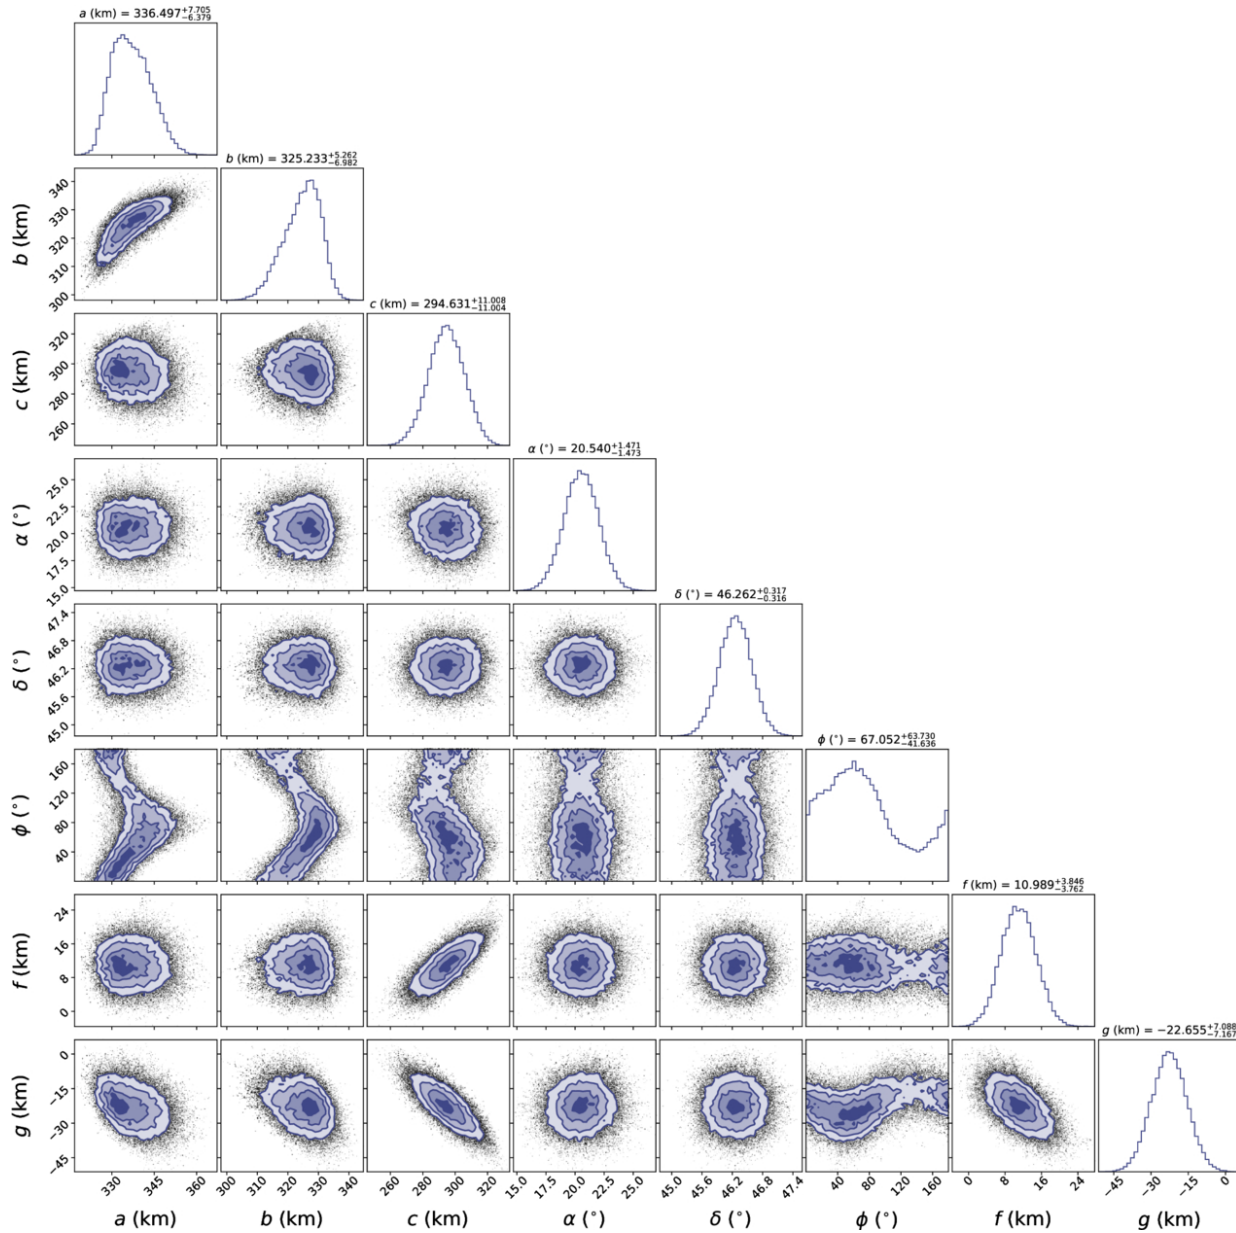 a (km) = 336.497+7.705−6.379
b (km) = 325.233+5.262−6.982
b (km)
340
330
320
310
300
c (km) = 294.631+11.008−11.004
c (km)
320
300
280
260
α (°) = 20.540+1.471−1.473
α (°)
25.0
22.5
20.0
17.5
15.0
δ (°) = 46.262+0.317−0.316
δ (°)
47.4
46.8
46.2
45.6
45.0
ϕ (°) = 67.052+63.730−41.636
ϕ (°)
160
120
80
40
f (km) = 10.989+3.846−3.762
f (km)
24
16
8
0
g (km) = −22.655+7.088−7.167
g (km)
0
−15
−30
−45
330 345 360 300 310 320 330 340 260 280 300 320 15.0 17.5 20.0 22.5 25.0 45.0 45.6 46.2 46.8 47.4 40 80 120 160 0 8 16 24 −45 −30 −15 0
a (km) b (km) c (km) α (°) δ (°) ϕ (°) f (km) g (km)